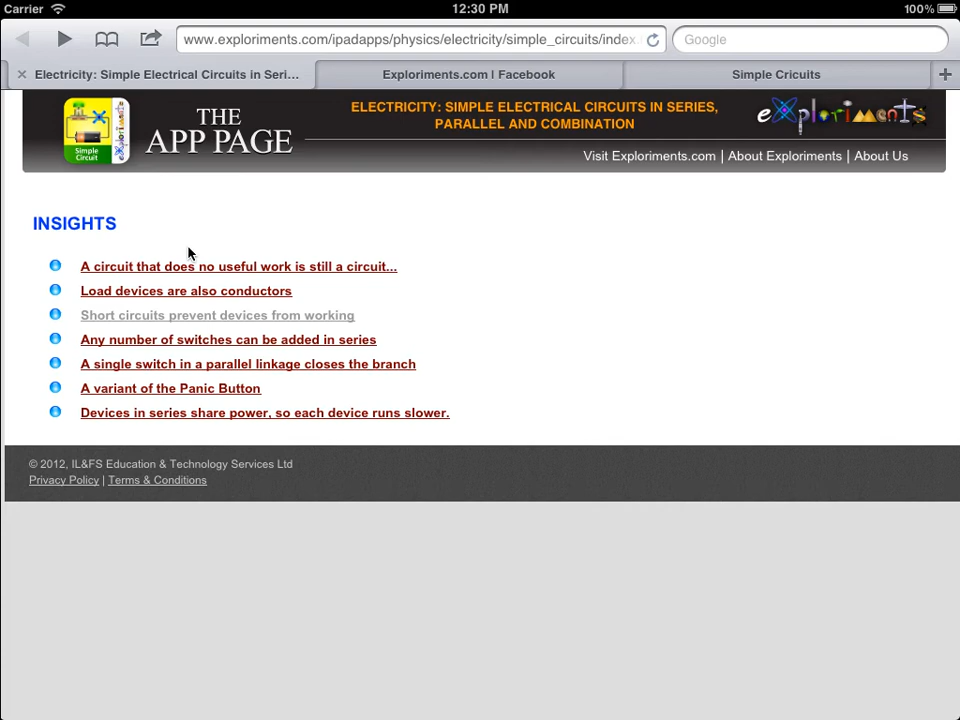 Carrier 12:30 PM 100%
www.exploriments.com/ipadapps/physics/electricity/simple_circuits/index. Google
Electricity: Simple Electrical Circuits in Seri... Exploriments.com | Facebook Simple Cricuits
Simple
Circuit
exploriments
THE
APP PAGE
ELECTRICITY: SIMPLE ELECTRICAL CIRCUITS IN SERIES,
PARALLEL AND COMBINATION
eXploriments
Visit Exploriments.com | About Exploriments | About Us
INSIGHTS
A circuit that does no useful work is still a circuit...
Load devices are also conductors
Short circuits prevent devices from working
Any number of switches can be added in series
A single switch in a parallel linkage closes the branch
A variant of the Panic Button
Devices in series share power, so each device runs slower.
© 2012, IL&FS Education & Technology Services Ltd
Privacy Policy | Terms & Conditions